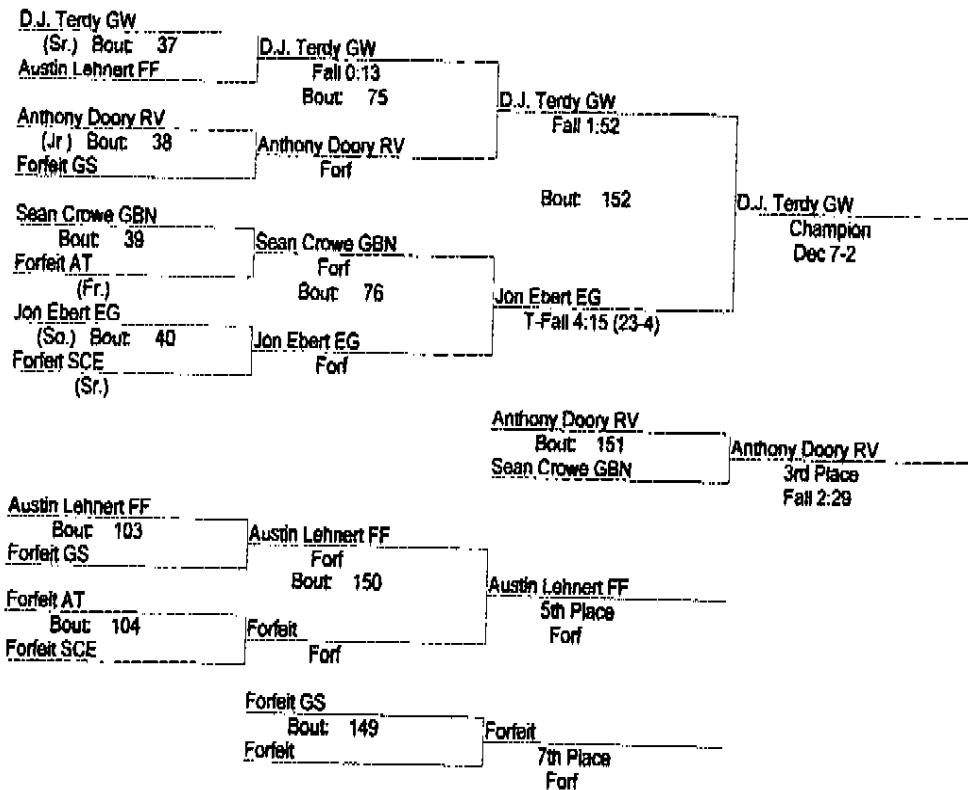 D.J. Terdy GW
(Sr.) Bout: 37
Austin Lehnert FF
D.J. Terdy GW
Fall 0:13
Bout: 75
Anthony Doory RV
(Jr) Bout: 38
Forfeit GS
Anthony Doory RV
Forf
D.J. Terdy GW
Fall 1:52
Sean Crowe GBN
Bout: 39
Forfeit AT
(Fr.)
Sean Crowe GBN
Forf
Bout: 76
Jon Ebert EG
(So.) Bout: 40
Forfeit SCE
(Sr.)
Jon Ebert EG
Forf
Jon Ebert EG
T-Fall 4:15 (23-4)
Bout: 152
D.J. Terdy GW
Champion
Dec 7-2
Anthony Doory RV
Bout: 151
Sean Crowe GBN
Anthony Doory RV
3rd Place
Fall 2:29
Austin Lehnert FF
Bout: 103
Forfeit GS
Austin Lehnert FF
Forf
Bout: 150
Forfeit AT
Bout: 104
Forfeit SCE
Forfeit
Forf
Austin Lehnert FF
5th Place
Forf
Forfeit GS
Bout: 149
Forfeit
Forfeit
7th Place
Forf